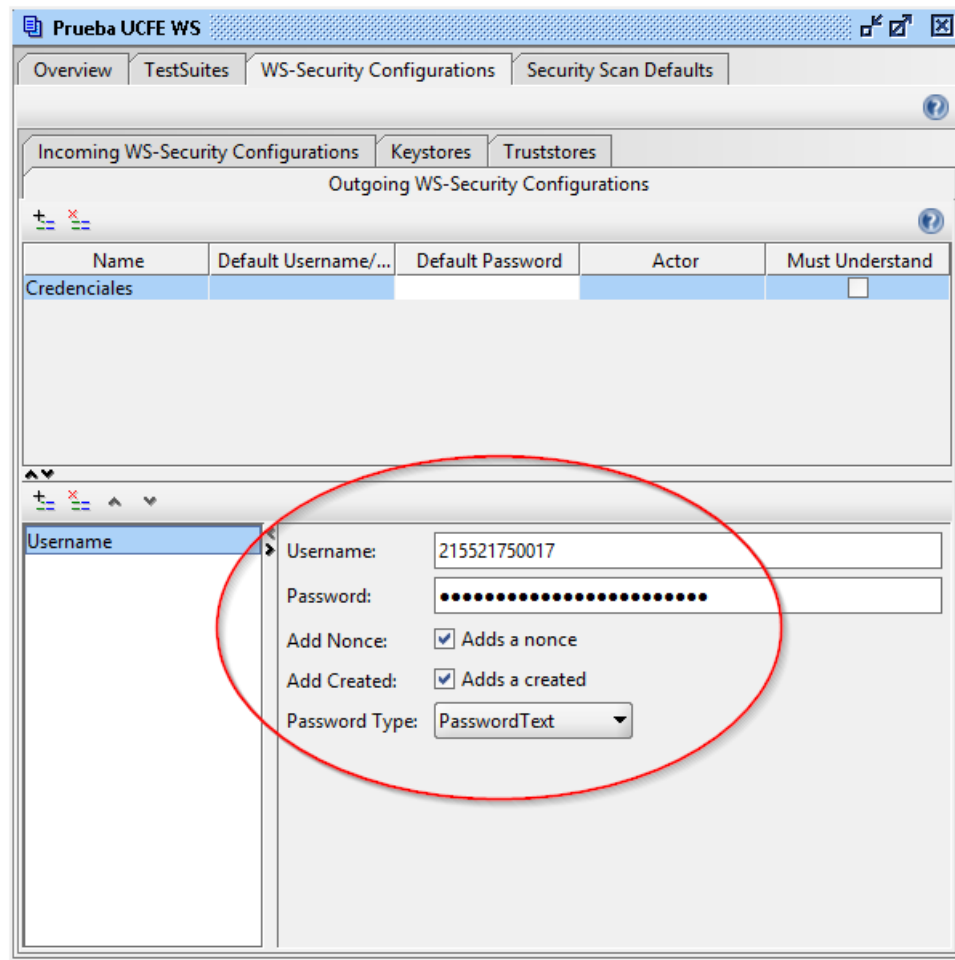 Prueba UCFE WS
Overview TestSuites WS-Security Configurations Security Scan Defaults
Incoming WS-Security Configurations Keystores Truststores
Outgoing WS-Security Configurations
Name Default Username/... Default Password Actor Must Understand
Credenciales
Username
Username: 215521750017
Password: ●●●●●●●●●●●●●●●●●●●●●●●●
Add Nonce: Adds a nonce
Add Created: Adds a created
Password Type: PasswordText